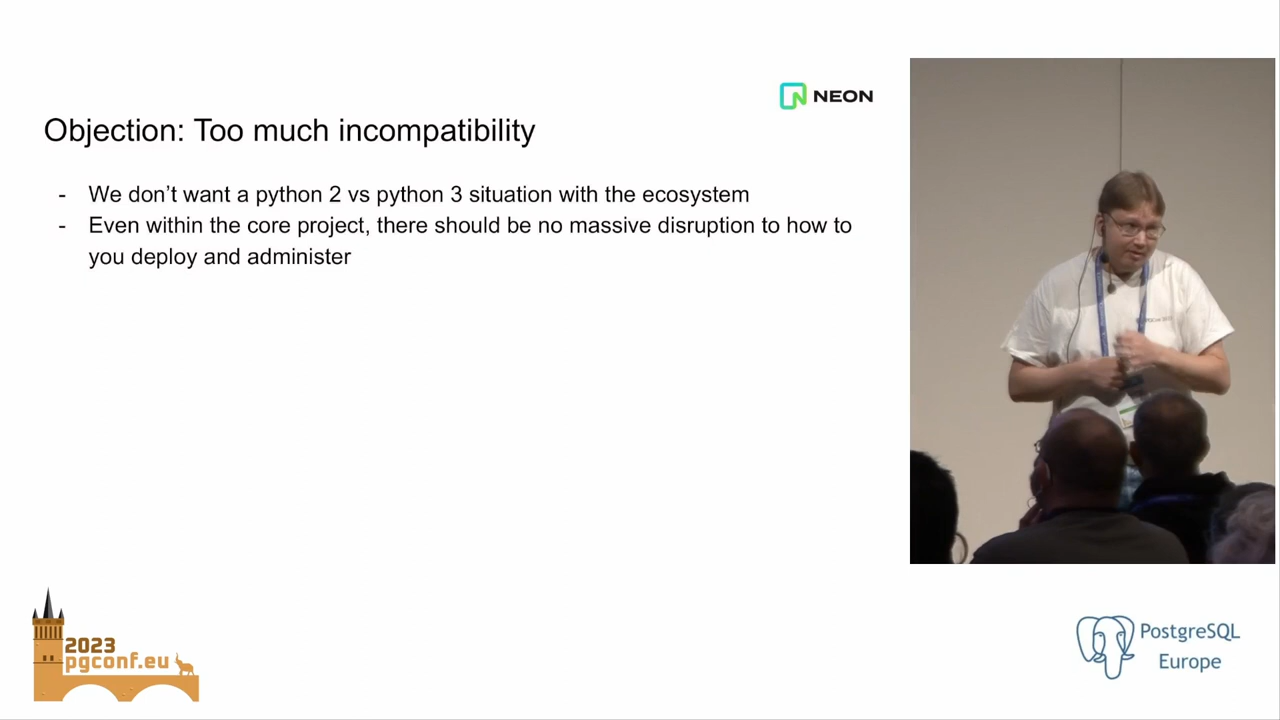 NEON
Objection: Too much incompatibility
- We don't want a python 2 vs python 3 situation with the ecosystem
- Even within the core project, there should be no massive disruption to how to
you deploy and administer
2023
pgconf.eu
PostgreSQL
Europe